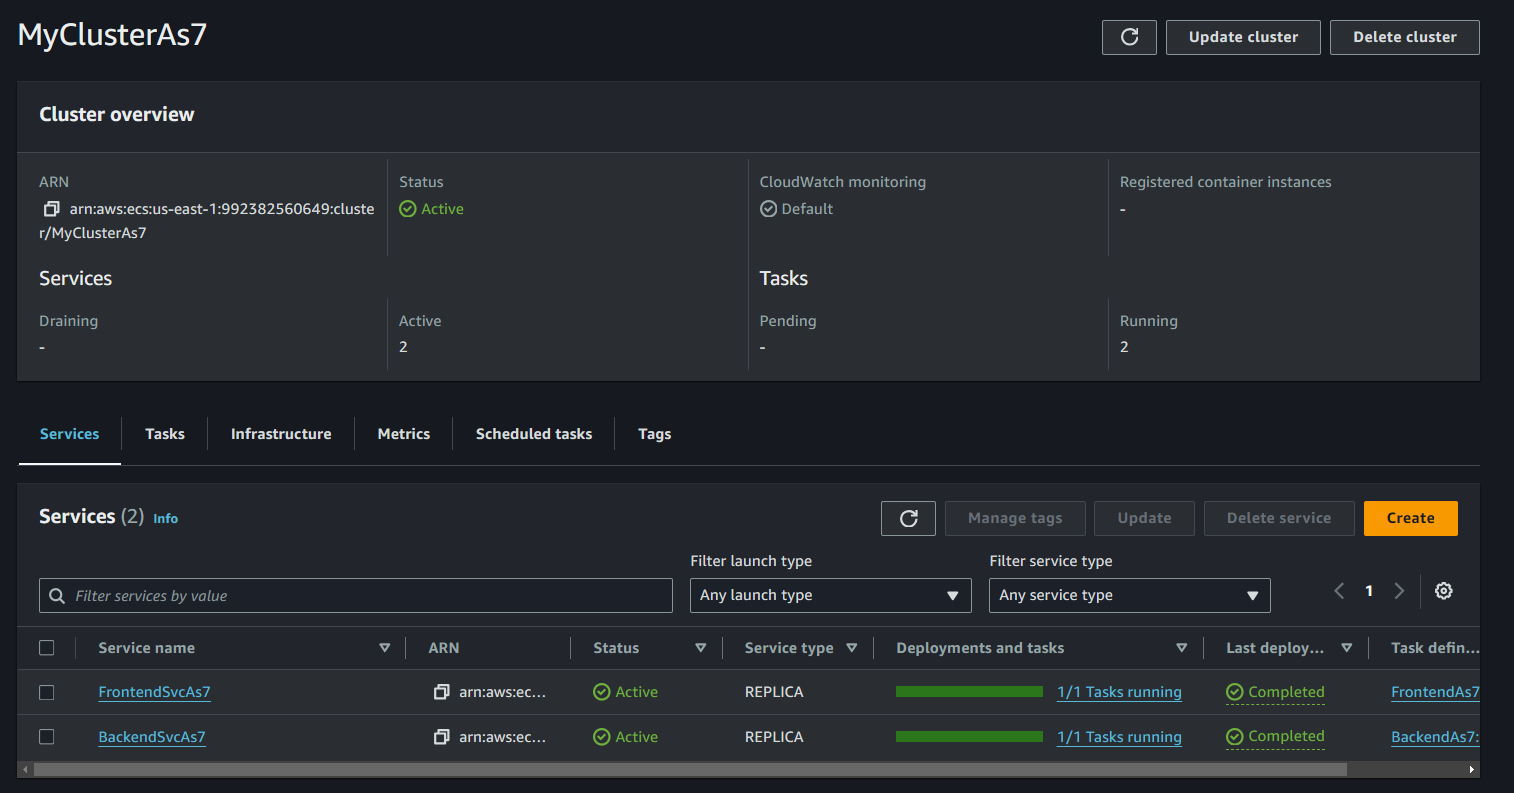 MyClusterAs7
Update cluster
Delete cluster
Cluster overview
ARN
arn:aws:ecs:us-east-1:992382560649:cluste
r/MyClusterAs7
Status
Active
CloudWatch monitoring
Default
Registered container instances
-
Services
Tasks
Draining
-
Active
2
Pending
-
Running
2
Services Tasks Infrastructure Metrics Scheduled tasks Tags
Services (2) Info
Manage tags
Update
Delete service
Create
Filter launch type
Filter service type
Filter services by value
Any launch type
Any service type
1
Service name ARN Status Service type Deployments and tasks Last deploy... Task defin...
FrontendSvcAs7 arn:aws:ec... Active REPLICA 1/1 Tasks running Completed FrontendAs7
BackendSvcAs7 arn:aws:ec... Active REPLICA 1/1 Tasks running Completed BackendAs7: